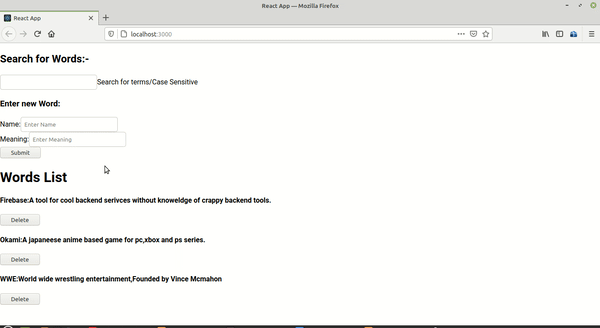 React App — Mozilla Firefox
React App
localhost:3000
Search for Words:-
Search for terms/Case Sensitive
Enter new Word:
Name: Enter Name
Meaning: Enter Meaning
Submit
Words List
Firebase:A tool for cool backend serivces without knoweldge of crappy backend tools.
Delete
Okami:A japaneese anime based game for pc,xbox and ps series.
Delete
WWE:World wide wrestling entertainment,Founded by Vince Mcmahon
Delete